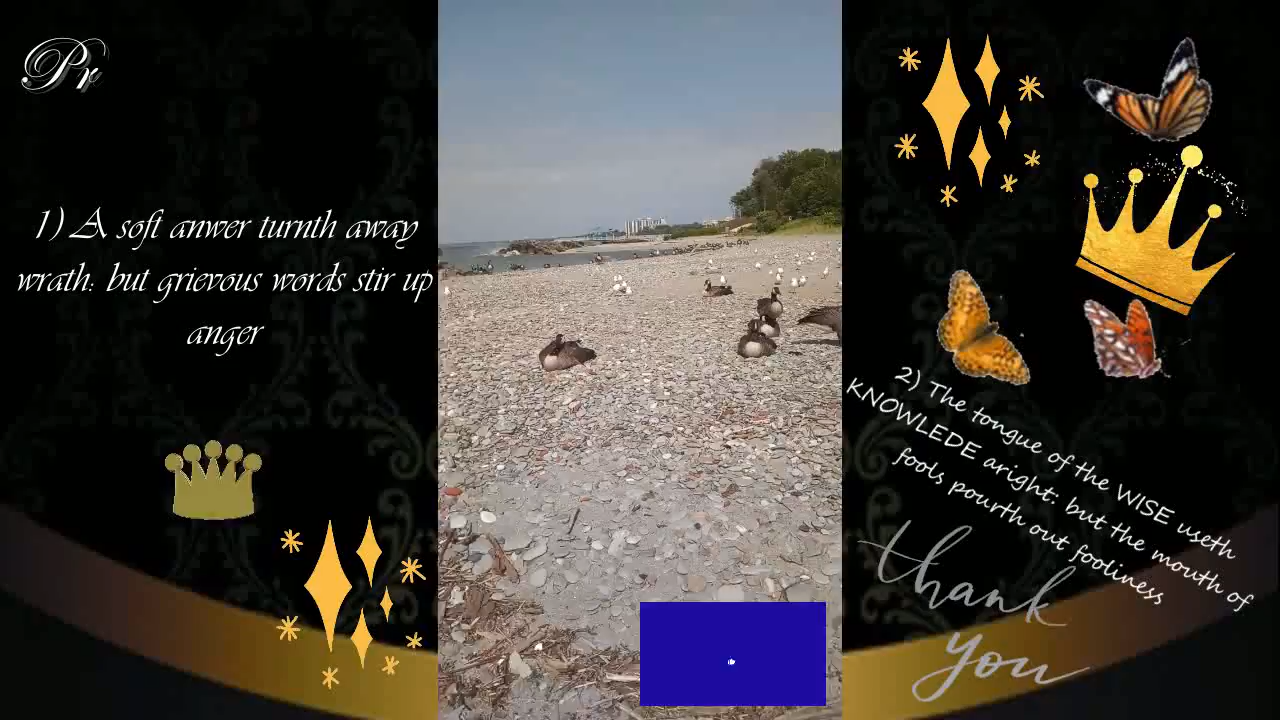 Pr
1) A soft anwer turnth away
wrath: but grievous words stir up
anger
2) The tongue of the WISE useth
KNOWLEDE aright: but the mouth of
fools pourth out fooliness
thank
you